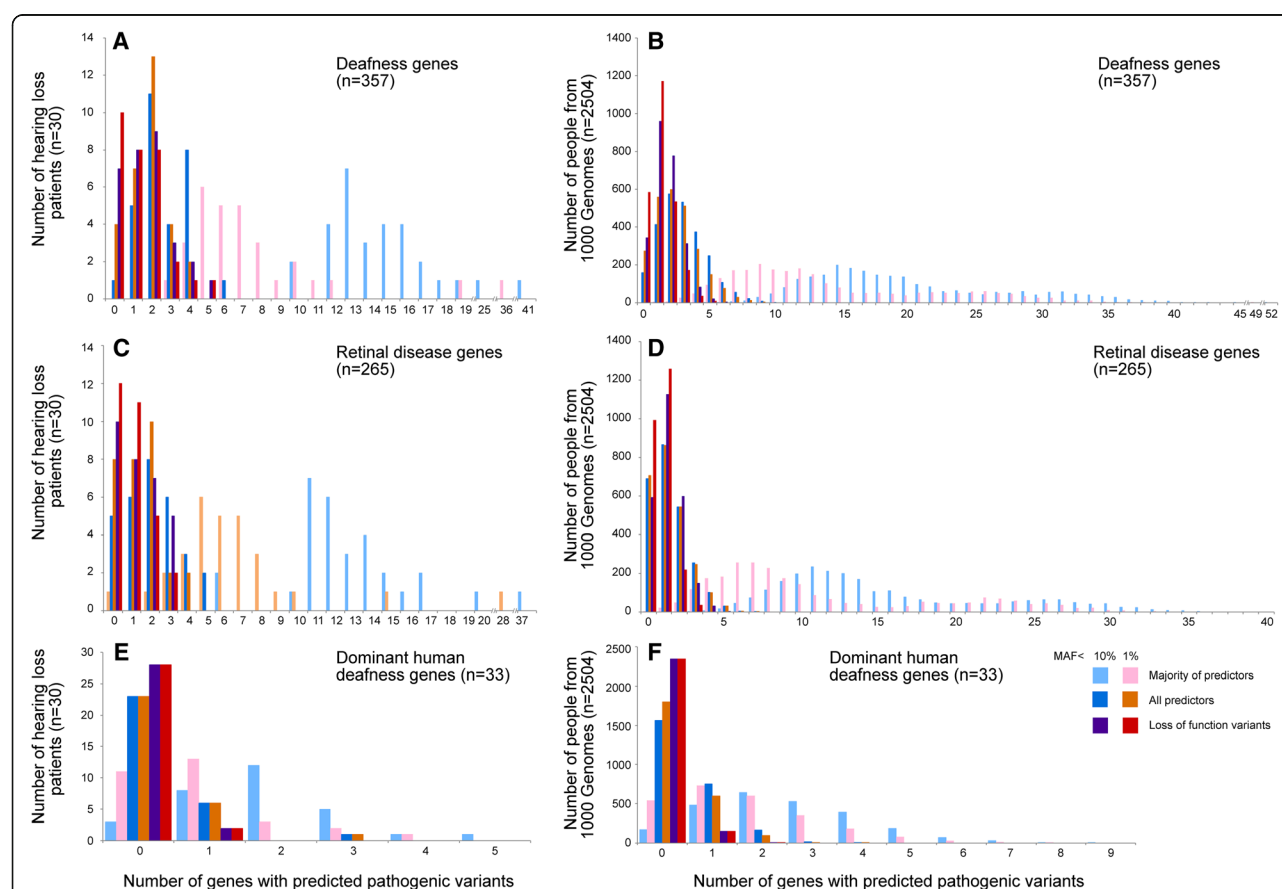 A
Deafness genes
(n=357)
Number of hearing loss
patients (n=30)
14
12
10
8
6
4
2
0
0 1 2 3 4 5 6 7 8 9 10 11 12 13 14 15 16 17 18 19 25 36 41
B
Deafness genes
(n=357)
Number of people from
1000 Genomes (n=2504)
1400
1200
1000
800
600
400
200
0
0 5 10 15 20 25 30 35 40 45 49 52
C
Retinal disease genes
(n=265)
Number of hearing loss
patients (n=30)
14
12
10
8
6
4
2
0
0 1 2 3 4 5 6 7 8 9 10 11 12 13 14 15 16 17 18 19 20 28 37
D
Retinal disease genes
(n=265)
Number of people from
1000 Genomes (n=2504)
1400
1200
1000
800
600
400
200
0
0 5 10 15 20 25 30 35 40
E
Dominant human
deafness genes (n=33)
Number of hearing loss
patients (n=30)
30
25
20
15
10
5
0
0 1 2 3 4 5
Number of genes with predicted pathogenic variants
F
Dominant human
deafness genes (n=33)
Number of people from
1000 Genomes (n=2504)
2500
2000
1500
1000
500
0
0 1 2 3 4 5 6 7 8 9
Number of genes with predicted pathogenic variants
MAF< 10% 1%
Majority of predictors
All predictors
Loss of function variants